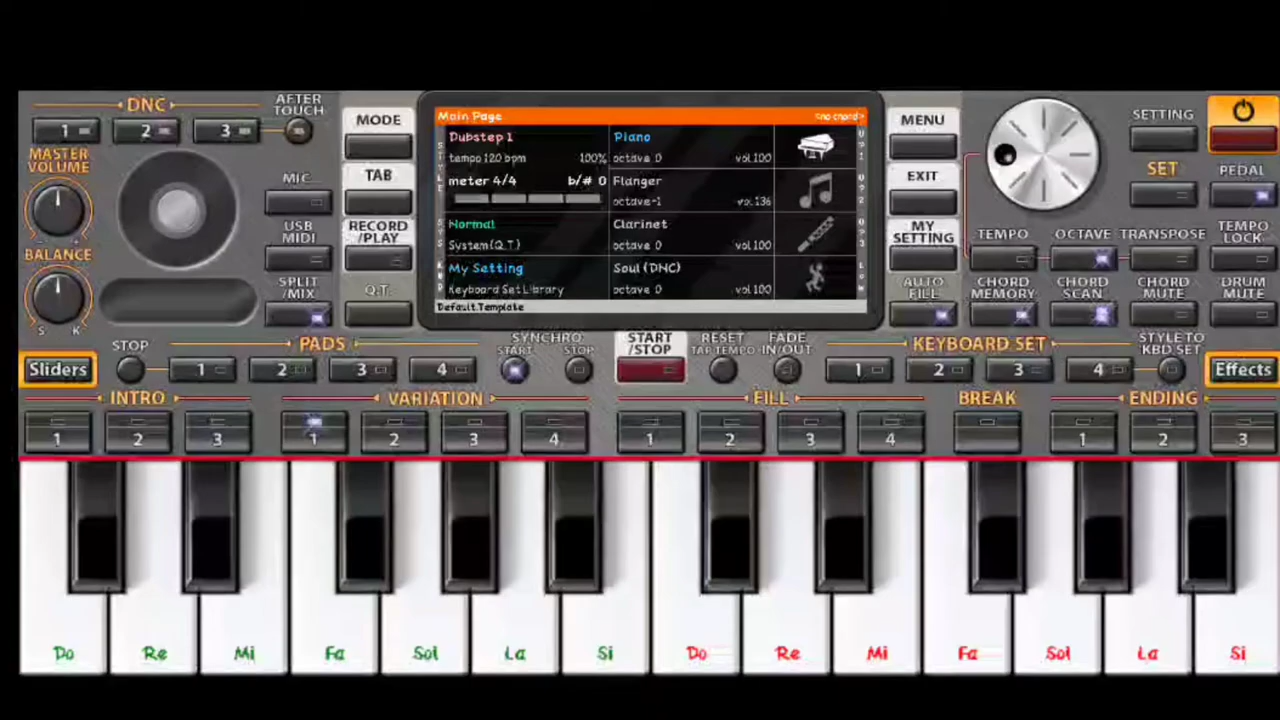 DNC
AFTER
TOUCH
1 2 3
MASTER
VOLUME
MIC
USB
MIDI
BALANCE
S K
SPLIT
/MIX
MODE
TAB
RECORD
/PLAY
Q.T.
Main Page <no chord>
Dubstep 1
tempo 120 bpm 100%
meter 4/4 b/# 0
Normal
System(Q.T)
My Setting
Keyboard Set Library
Default Template
Piano
octave 0 vol.100
Flanger
octave-1 vol.136
Clarinet
octave 0 vol.100
Soul (DNC)
octave 0 vol.100
MENU
EXIT
MY
SETTING
AUTO
FILL
SETTING
SET
PEDAL
TEMPO OCTAVE TRANSPOSE TEMPO
LOCK
CHORD
MEMORY
CHORD
SCAN
CHORD
MUTE
DRUM
MUTE
Sliders
STOP
PADS
1 2 3 4
SYNCHRO
START STOP
START
/STOP
RESET
TAP TEMPO
FADE
IN/OUT
KEYBOARD SET
1 2 3 4
STYLE TO
KBD SET
Effects
INTRO VARIATION FILL BREAK ENDING
1 2 3 1 2 3 4 1 2 3 4 1 2 3
Do Re Mi Fa Sol La Si Do Re Mi Fa Sol La Si